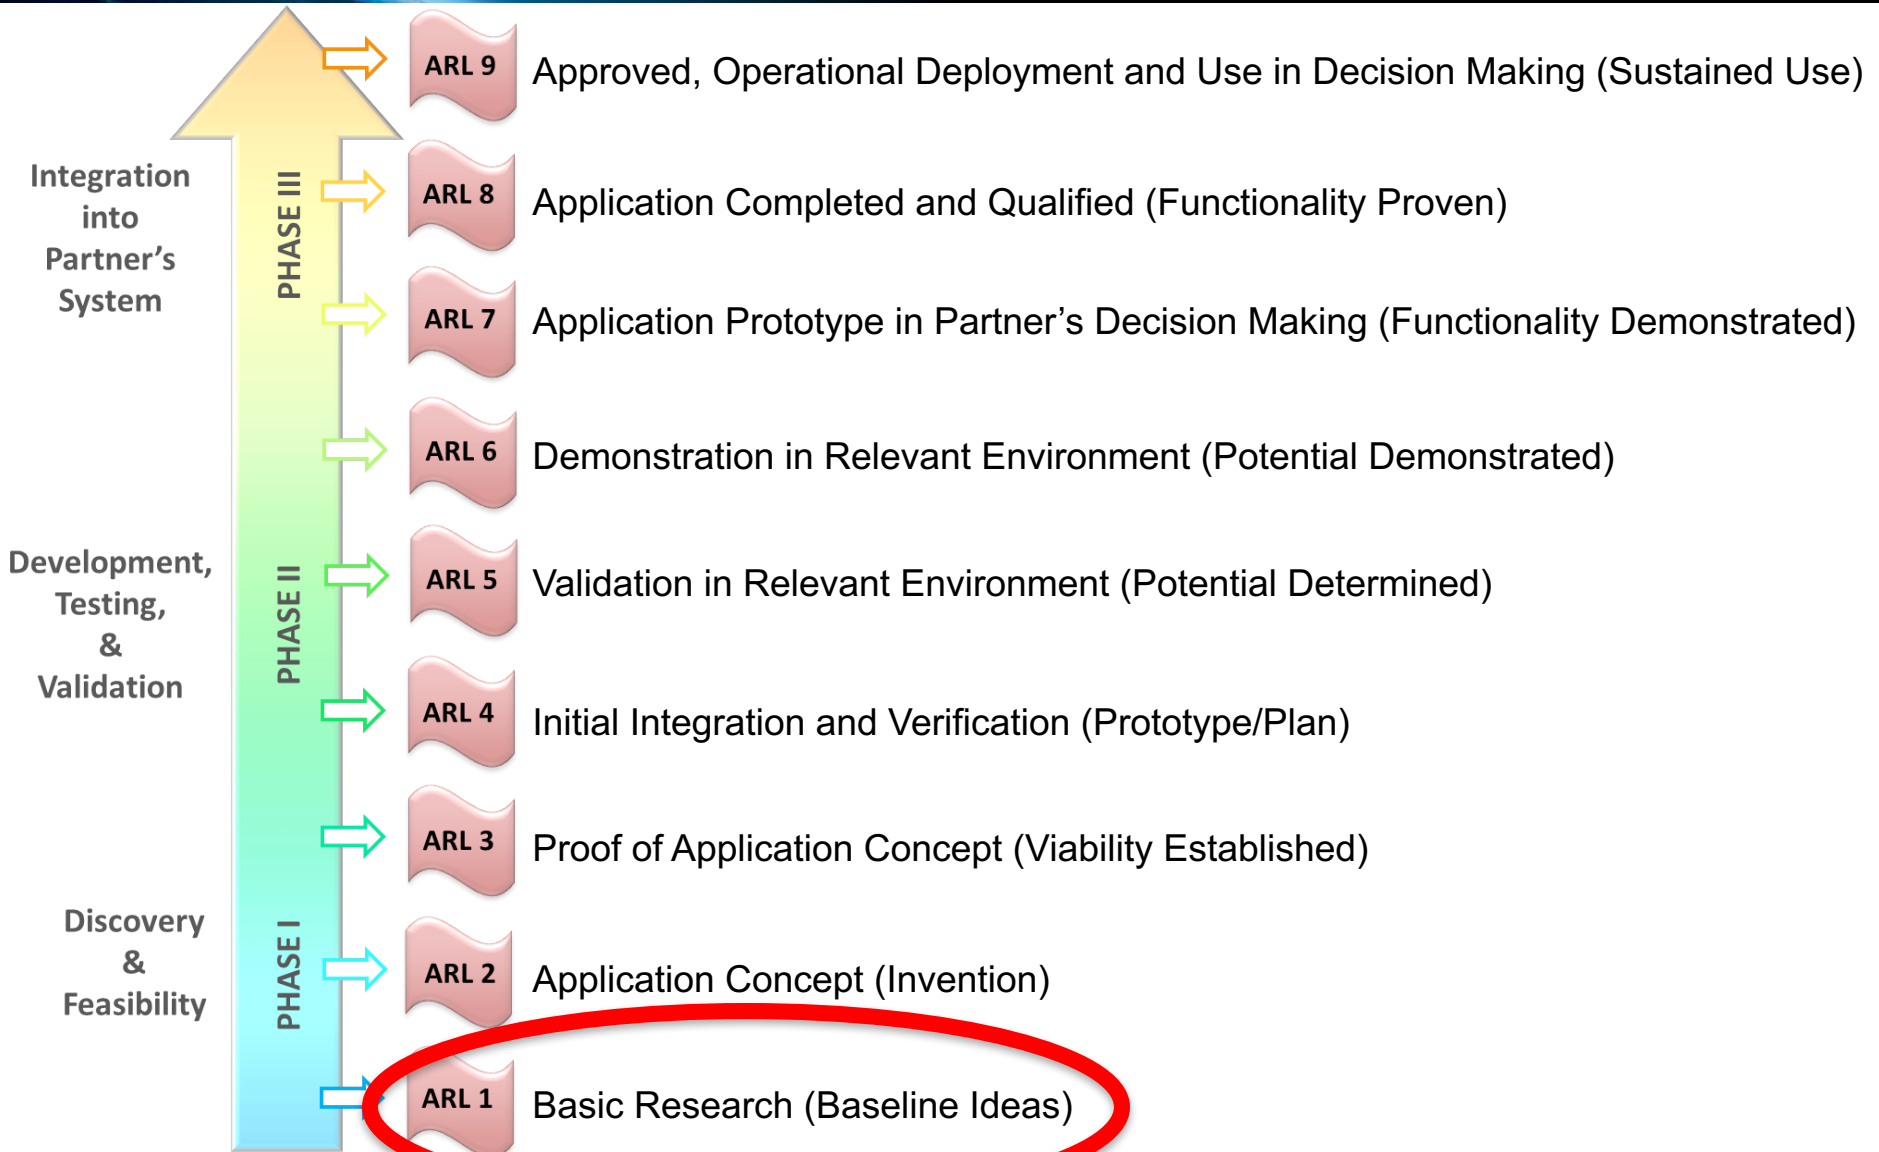 ARL 9 Approved, Operational Deployment and Use in Decision Making (Sustained Use)
Integration
into
Partner’s
System
PHASE III
ARL 8 Application Completed and Qualified (Functionality Proven)
ARL 7 Application Prototype in Partner’s Decision Making (Functionality Demonstrated)
ARL 6 Demonstration in Relevant Environment (Potential Demonstrated)
Development,
Testing,
&
Validation
PHASE II
ARL 5 Validation in Relevant Environment (Potential Determined)
ARL 4 Initial Integration and Verification (Prototype/Plan)
ARL 3 Proof of Application Concept (Viability Established)
Discovery
&
Feasibility
PHASE I
ARL 2 Application Concept (Invention)
ARL 1 Basic Research (Baseline Ideas)